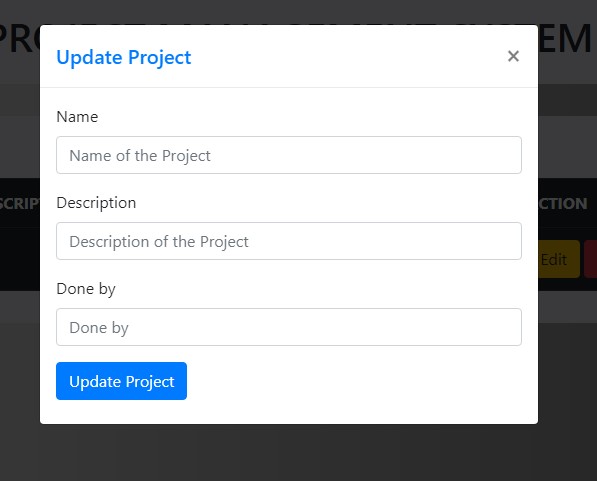 Update Project
×
Name
Name of the Project
Description
Description of the Project
Done by
Done by
Update Project
Edit